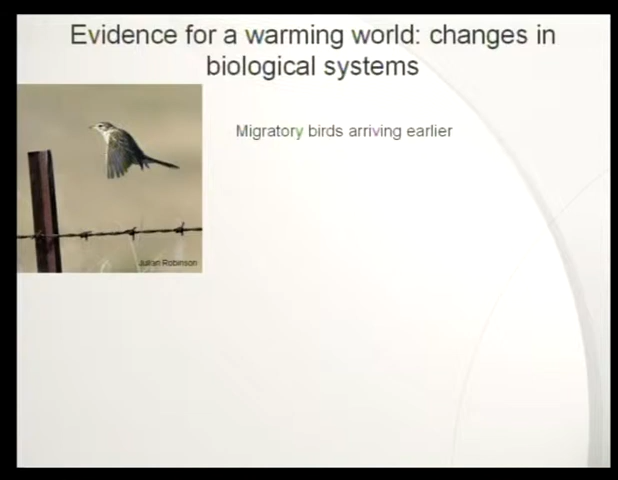 Evidence for a warming world: changes in
biological systems
Migratory birds arriving earlier
Julian Robinson